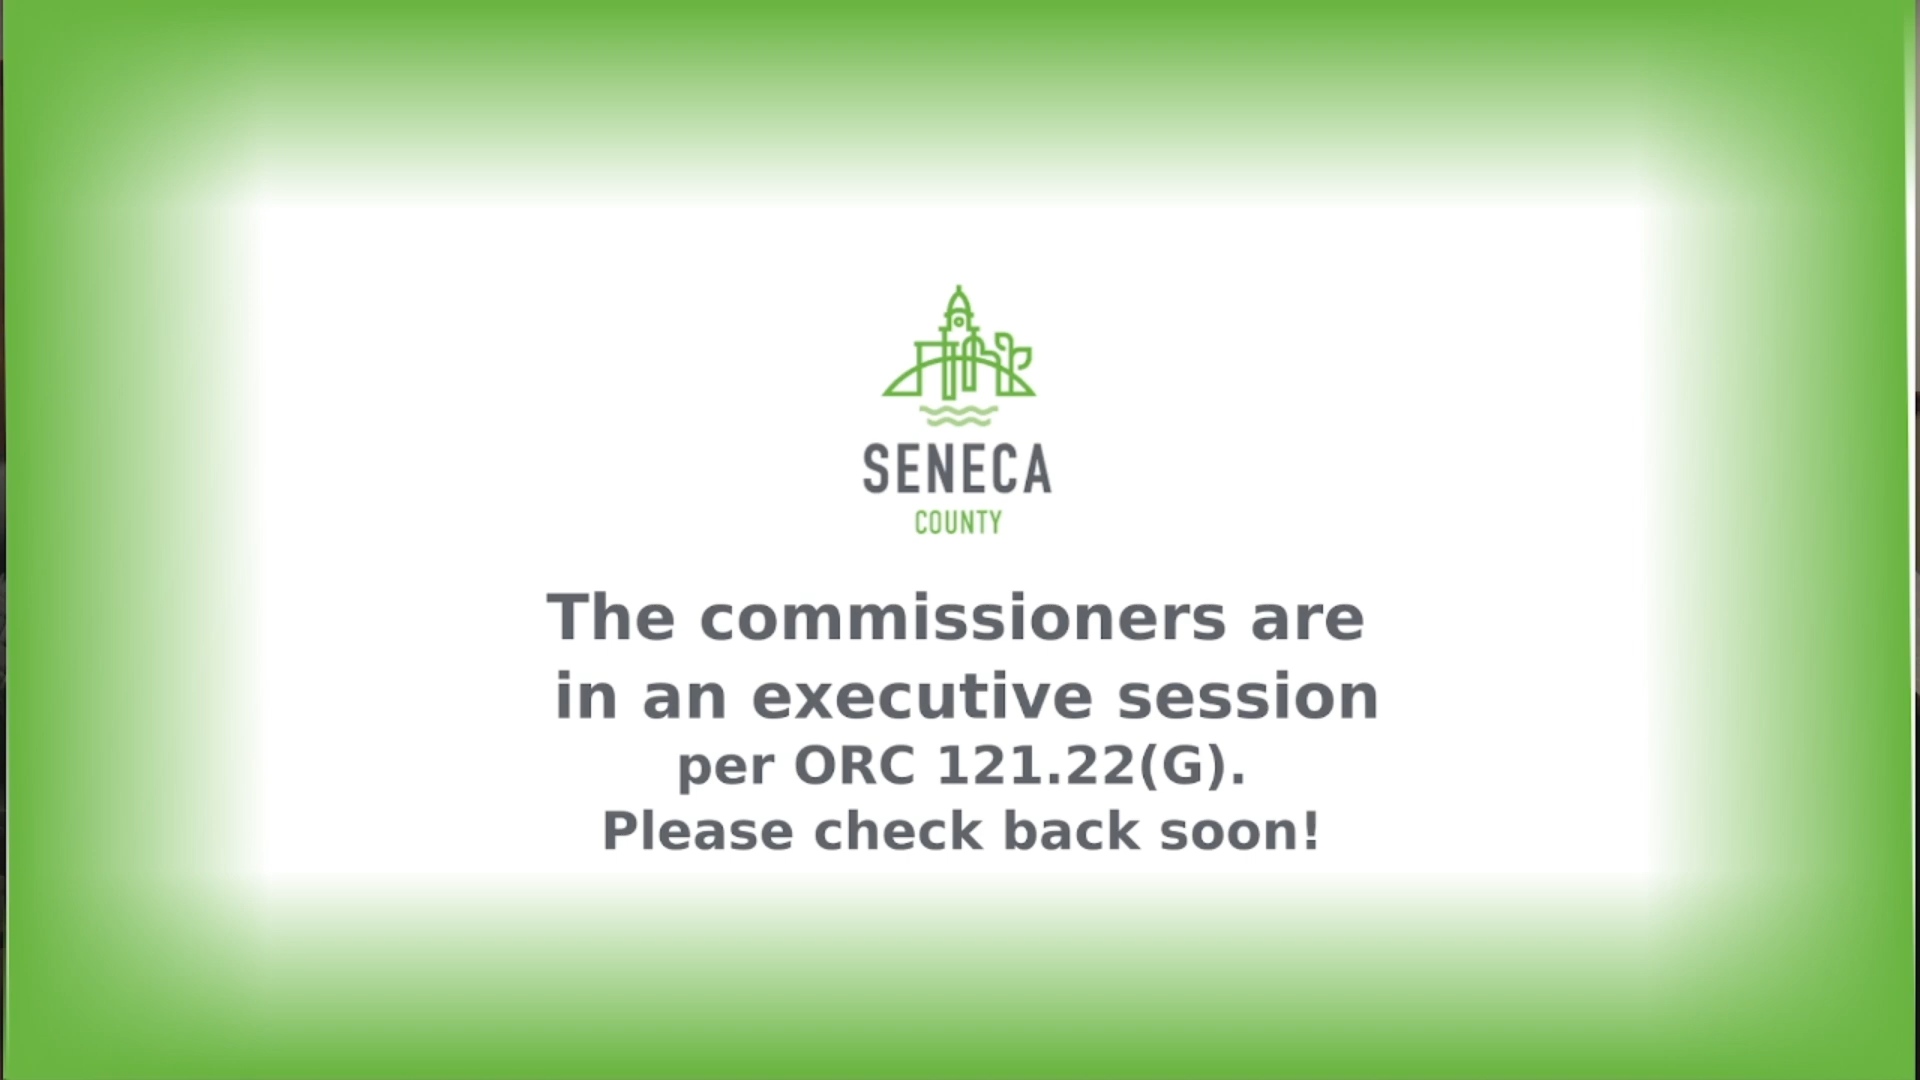 SENECA
COUNTY
The commissioners are
in an executive session
per ORC 121.22(G).
Please check back soon!